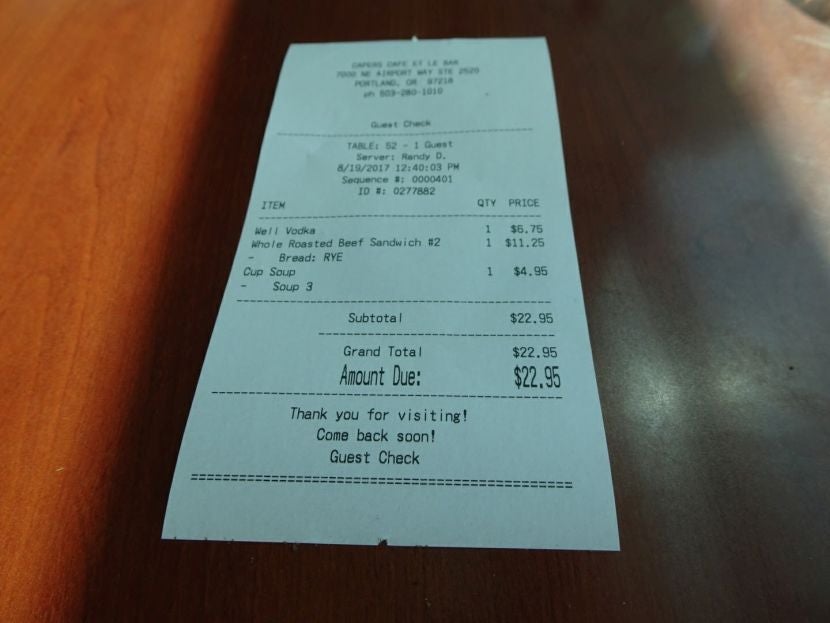 CAPERS CAFE ET LE BAR
7000 NE AIRPORT WAY STE 2520
PORTLAND, OR 97218
ph 503-280-1010
Guest Check
TABLE: 52 - 1 Guest
Server: Randy D.
8/19/2017 12:40:03 PM
Sequence #: 0000401
ID #: 0277882
ITEM QTY PRICE
Well Vodka 1 $6.75
Whole Roasted Beef Sandwich #2 1 $11.25
- Bread: RYE
Cup Soup 1 $4.95
- Soup 3
Subtotal $22.95
Grand Total $22.95
Amount Due: $22.95
Thank you for visiting!
Come back soon!
Guest Check